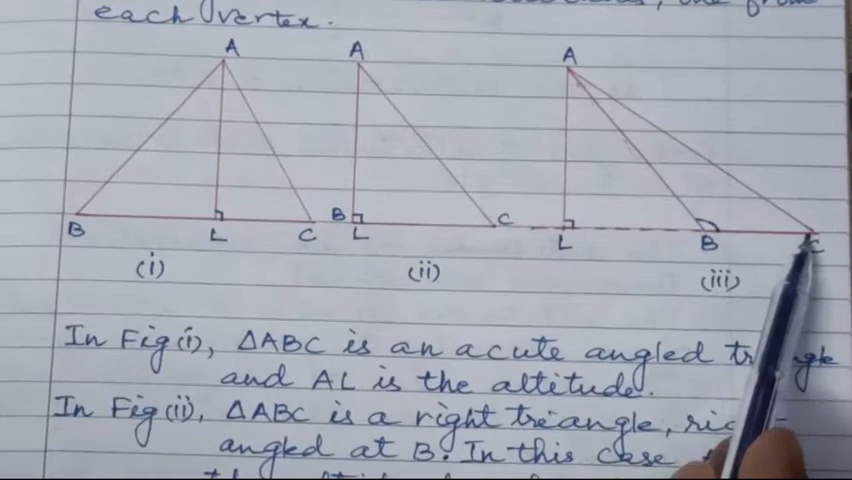 each vertex.
A A A
B L C B L C L B C
(i) (ii) (iii)
In Fig(i), ΔABC is an acute angled
and AL is the altitude.
In Fig(ii), ΔABC is a right triangle,
angled at B. In this case